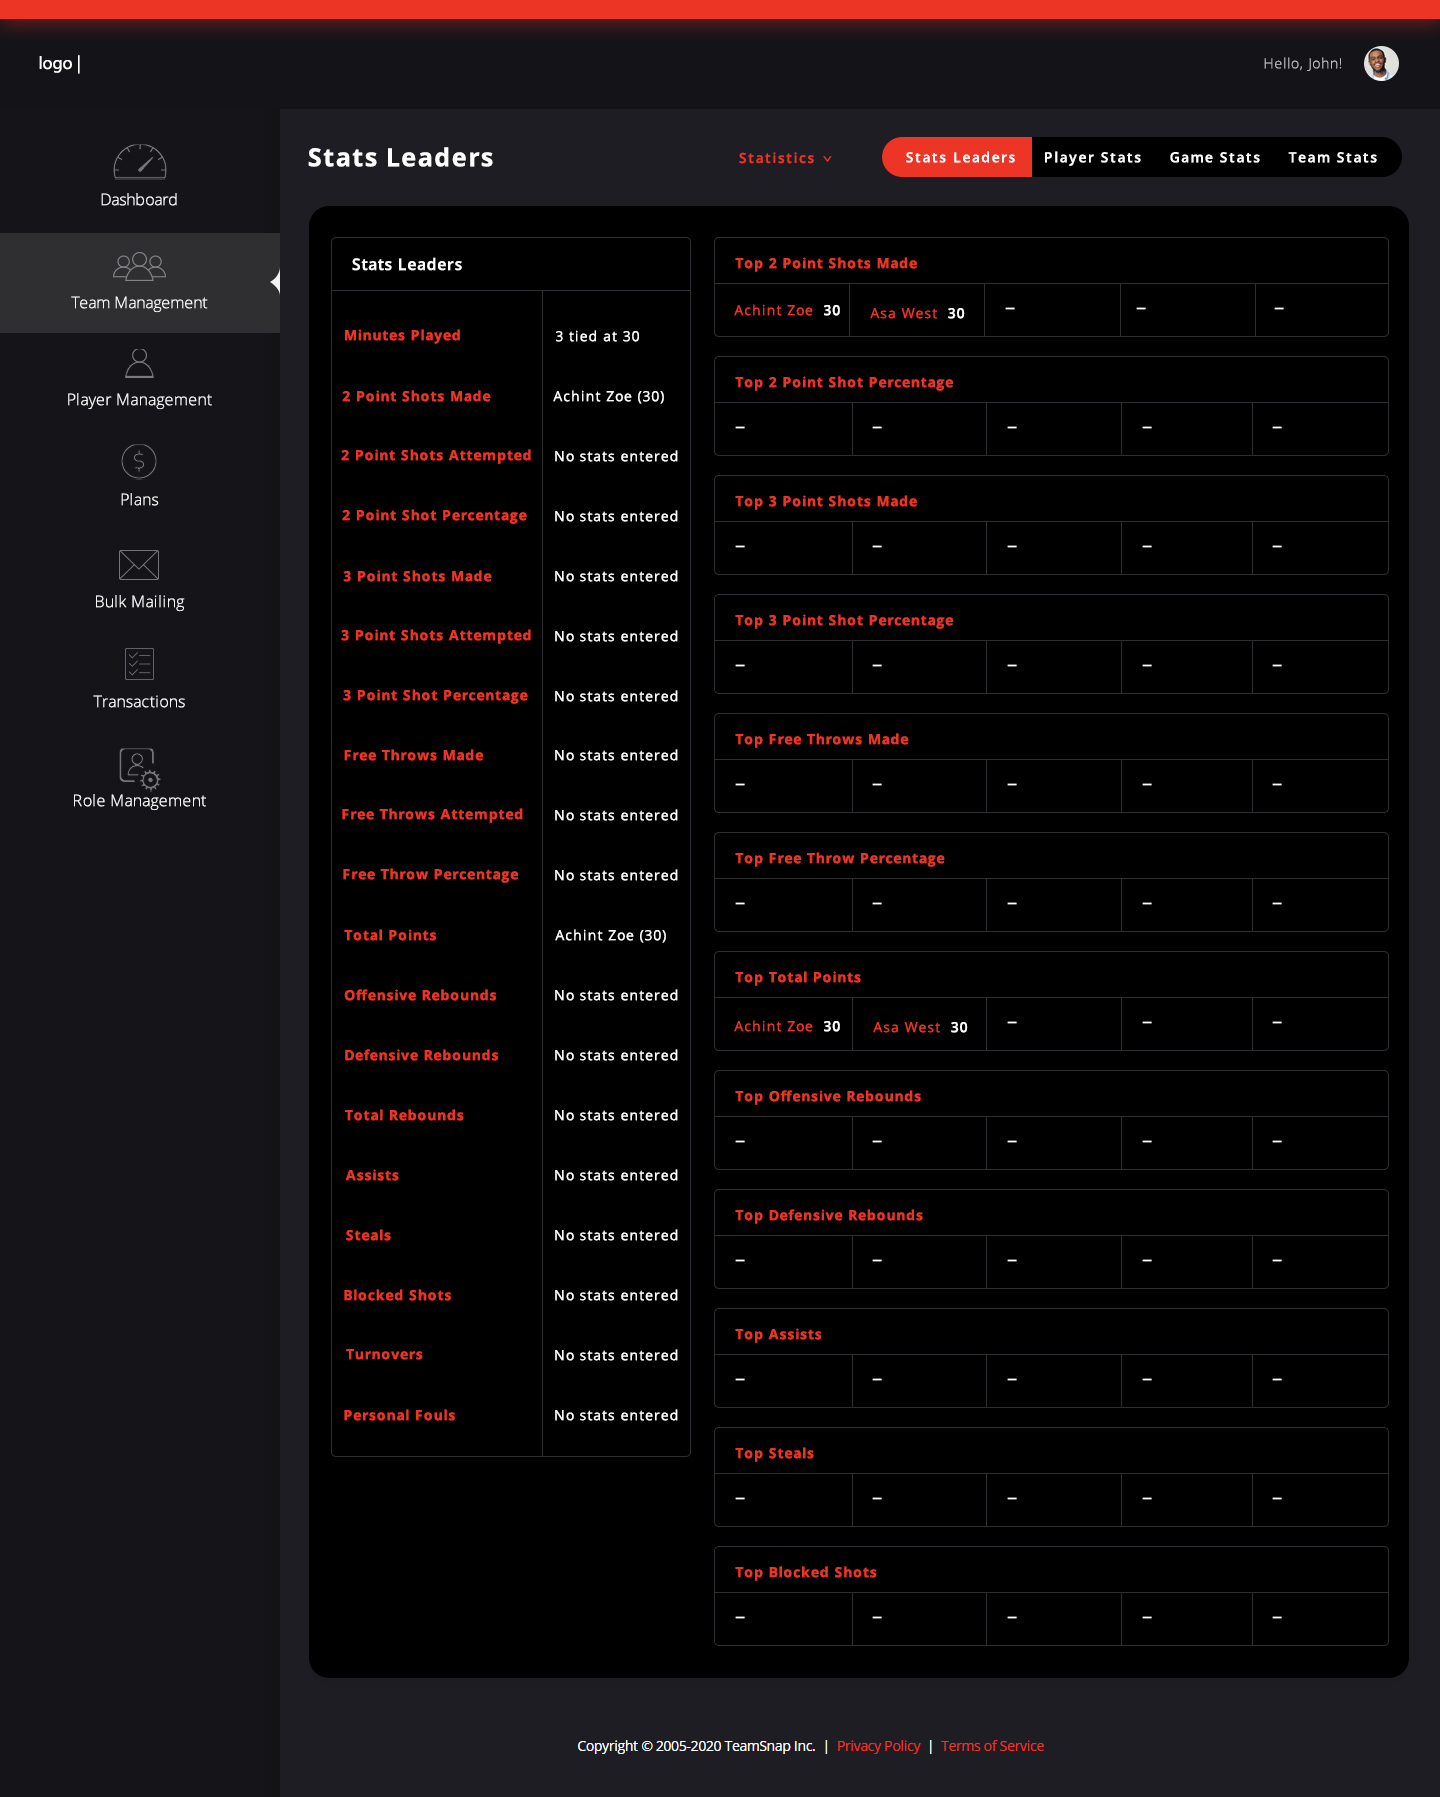 logo |
Hello, John!
Dashboard
Team Management
Player Management
Plans
Bulk Mailing
Transactions
Role Management
Stats Leaders
Statistics
Stats Leaders Player Stats Game Stats Team Stats
Stats Leaders
Minutes Played 3 tied at 30
2 Point Shots Made Achint Zoe (30)
2 Point Shots Attempted No stats entered
2 Point Shot Percentage No stats entered
3 Point Shots Made No stats entered
3 Point Shots Attempted No stats entered
3 Point Shot Percentage No stats entered
Free Throws Made No stats entered
Free Throws Attempted No stats entered
Free Throw Percentage No stats entered
Total Points Achint Zoe (30)
Offensive Rebounds No stats entered
Defensive Rebounds No stats entered
Total Rebounds No stats entered
Assists No stats entered
Steals No stats entered
Blocked Shots No stats entered
Turnovers No stats entered
Personal Fouls No stats entered
Top 2 Point Shots Made
Achint Zoe 30 Asa West 30 – – –
Top 2 Point Shot Percentage
– – – – –
Top 3 Point Shots Made
– – – – –
Top 3 Point Shot Percentage
– – – – –
Top Free Throws Made
– – – – –
Top Free Throw Percentage
– – – – –
Top Total Points
Achint Zoe 30 Asa West 30 – – –
Top Offensive Rebounds
– – – – –
Top Defensive Rebounds
– – – – –
Top Assists
– – – – –
Top Steals
– – – – –
Top Blocked Shots
– – – – –
Copyright © 2005-2020 TeamSnap Inc. | Privacy Policy | Terms of Service